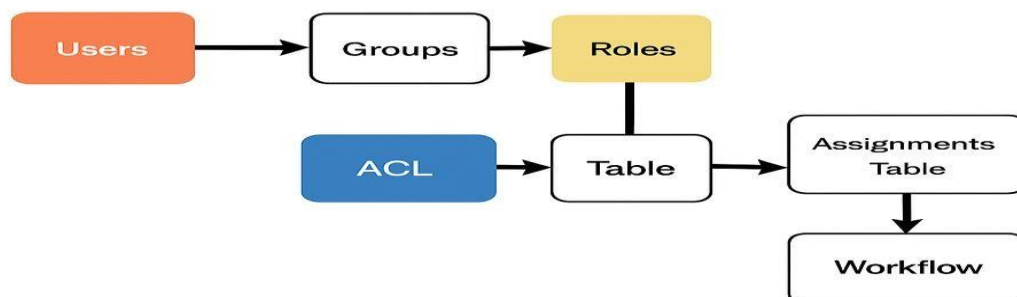 Users
Groups
Roles
ACL
Table
Assignments
Table
Workflow